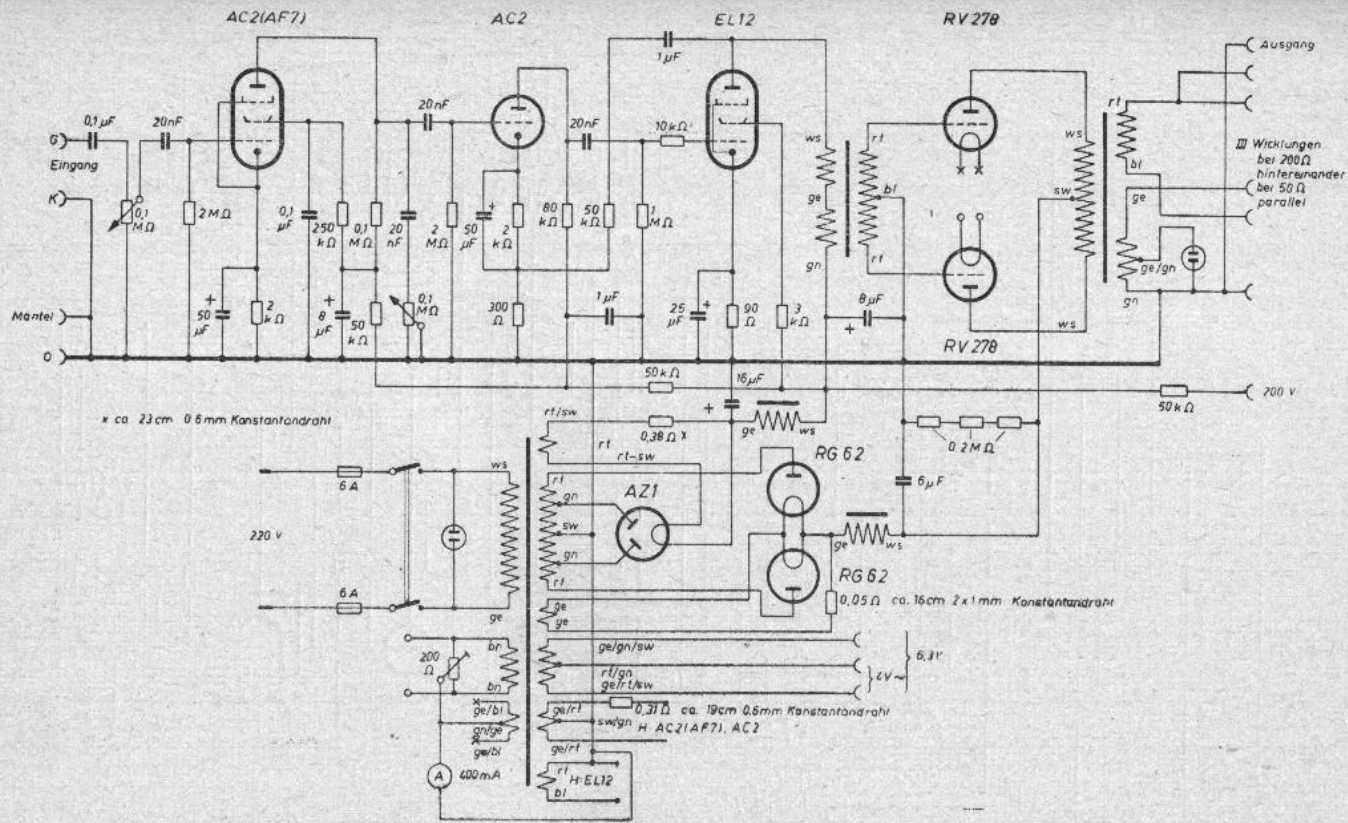 AC2(AF7) AC2 EL12 RV 278
1µF
Ausgang
0,1µF 20nF 20nF 20nF 10kΩ
G
Eingang
K
ws rt ws rt
III Wicklungen
bei 200Ω
hintereinander
bei 50 Ω
parallel
ge bl sw bl ge
0,1 MΩ
2MΩ
0,1 µF
250 kΩ
0,1 MΩ
20 nF
2 MΩ
50 µF
2 kΩ
80 kΩ
50 kΩ
1 MΩ
gn rt
ge/gn
gn
Mantel
+ 50 µF
2 kΩ
+ 8 µF
50 kΩ
0,1 MΩ
300 Ω
1µF
25 µF +
90 Ω
3 kΩ
8µF
+
ws
RV 278
0
50kΩ
16µF
+
50kΩ
200 V
x ca. 23cm 0,6mm Konstantandraht
rt/sw
0,38Ω x
ge ws
0,2MΩ
rt
rt-sw
RG 62
6µF
6A
ws
rt
gn
sw
gn
rt
AZ1
220 V
ge ws
6A
RG 62
ge
ge
ge
0,05Ω ca. 16cm 2x1mm Konstantandraht
200 Ω
bn
bn
ge/gn/sw
rt/gn
ge/rt/sw
4V~
6,3V
x
ge/bl
gn/ge
x
ge/bl
ge/rt
sw/gn
ge/rt
0,31Ω ca. 19cm 0,6mm Konstantandraht
H: AC2(AF7), AC2
A 400mA
rt
bl
H:EL12